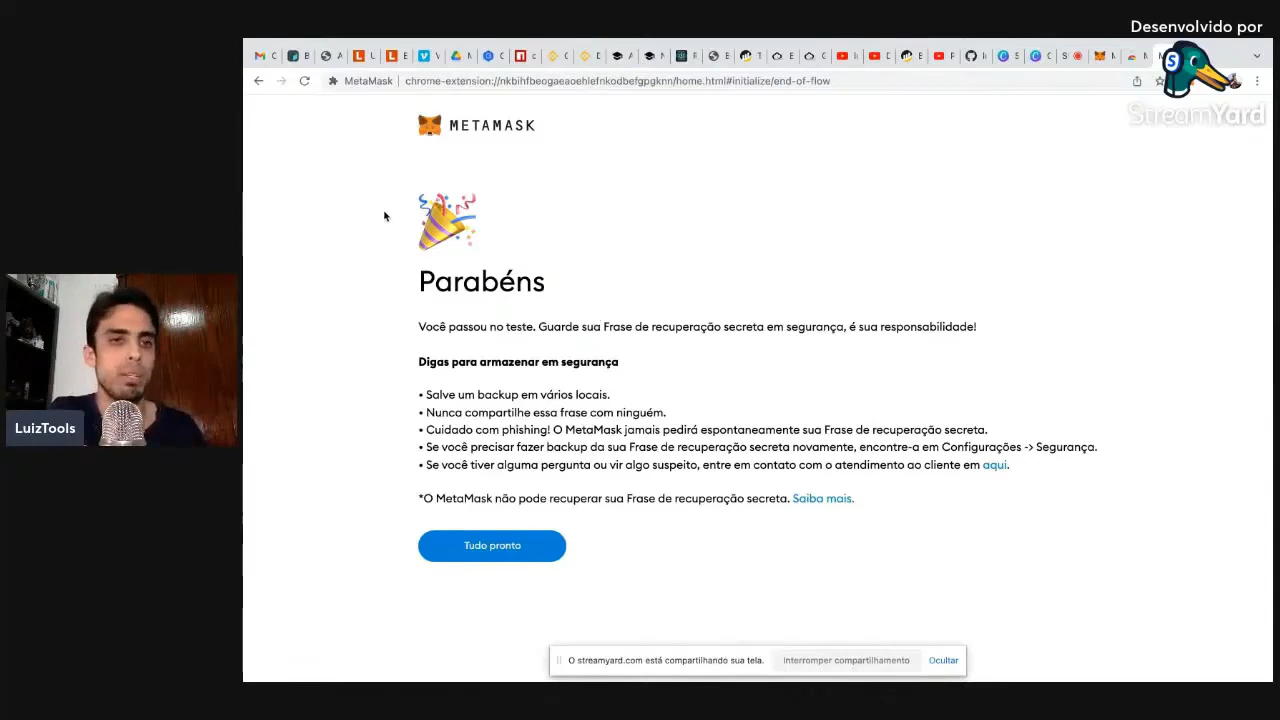 Desenvolvido por
StreamYard
MetaMask
chrome-extension://nkbihfbeogaeaoehlefnkodbefgpgknn/home.html#initialize/end-of-flow
METAMASK
Parabéns
Você passou no teste. Guarde sua Frase de recuperação secreta em segurança, é sua responsabilidade!
Digas para armazenar em segurança
• Salve um backup em vários locais.
• Nunca compartilhe essa frase com ninguém.
• Cuidado com phishing! O MetaMask jamais pedirá espontaneamente sua Frase de recuperação secreta.
• Se você precisar fazer backup da sua Frase de recuperação secreta novamente, encontre-a em Configurações -> Segurança.
• Se você tiver alguma pergunta ou vir algo suspeito, entre em contato com o atendimento ao cliente em aqui.
*O MetaMask não pode recuperar sua Frase de recuperação secreta. Saiba mais.
Tudo pronto
LuizTools
O streamyard.com está compartilhando sua tela.
Interromper compartilhamento
Ocultar